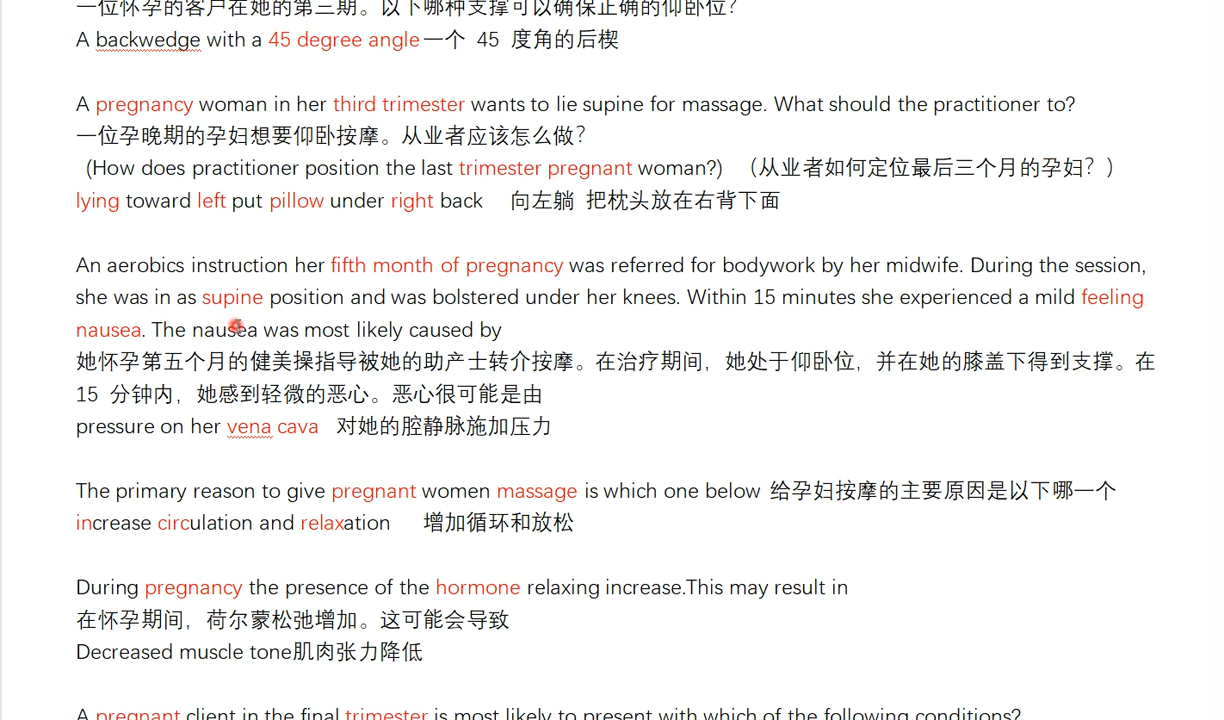 一位怀孕的客户在她的第三期。以下哪种支撑可以确保正确的仰卧位？
A backwedge with a 45 degree angle一个 45 度角的后楔
A pregnancy woman in her third trimester wants to lie supine for massage. What should the practitioner to?
一位孕晚期的孕妇想要仰卧按摩。从业者应该怎么做？
(How does practitioner position the last trimester pregnant woman?) （从业者如何定位最后三个月的孕妇？）
lying toward left put pillow under right back 向左躺 把枕头放在右背下面
An aerobics instruction her fifth month of pregnancy was referred for bodywork by her midwife. During the session,
she was in as supine position and was bolstered under her knees. Within 15 minutes she experienced a mild feeling
nausea. The nausea was most likely caused by
她怀孕第五个月的健美操指导被她的助产士转介按摩。在治疗期间，她处于仰卧位，并在她的膝盖下得到支撑。在
15 分钟内，她感到轻微的恶心。恶心很可能是由
pressure on her vena cava 对她的腔静脉施加压力
The primary reason to give pregnant women massage is which one below 给孕妇按摩的主要原因是以下哪一个
increase circulation and relaxation 增加循环和放松
During pregnancy the presence of the hormone relaxing increase.This may result in
在怀孕期间，荷尔蒙松弛增加。这可能会导致
Decreased muscle tone肌肉张力降低
A pregnant client in the final trimester is most likely to present with which of the following conditions?